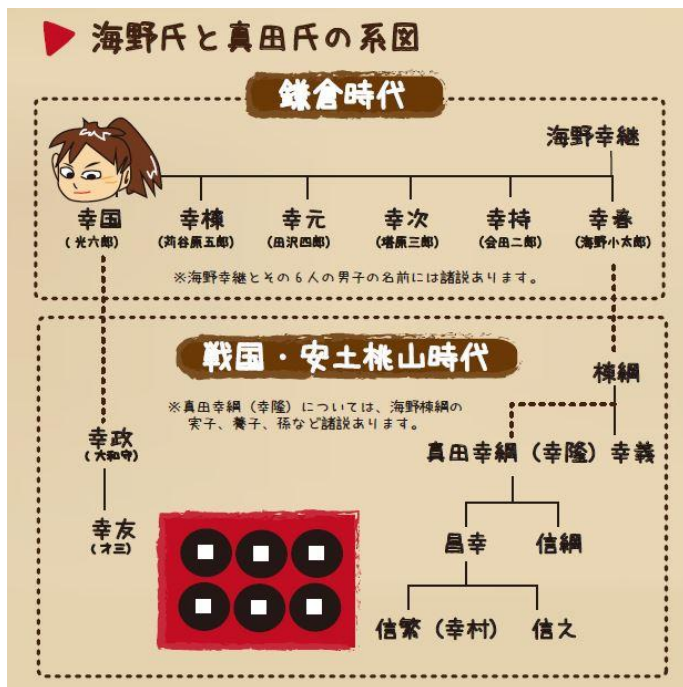 海野氏と真田氏の系図
鎌倉時代
海野幸継
幸国
(光六郎)
幸棟
(苅谷原五郎)
幸元
(田沢四郎)
幸次
(塔原三郎)
幸持
(会田二郎)
幸春
(海野小太郎)
※海野幸継とその6人の男子の名前には諸説あります。
戦国・安土桃山時代
棟綱
※真田幸綱(幸隆)については、海野棟綱の
実子、養子、孫など諸説あります。
幸政
(大和守)
真田幸綱(幸隆)
幸義
幸友
(才三)
昌幸
信綱
信繁(幸村)
信之